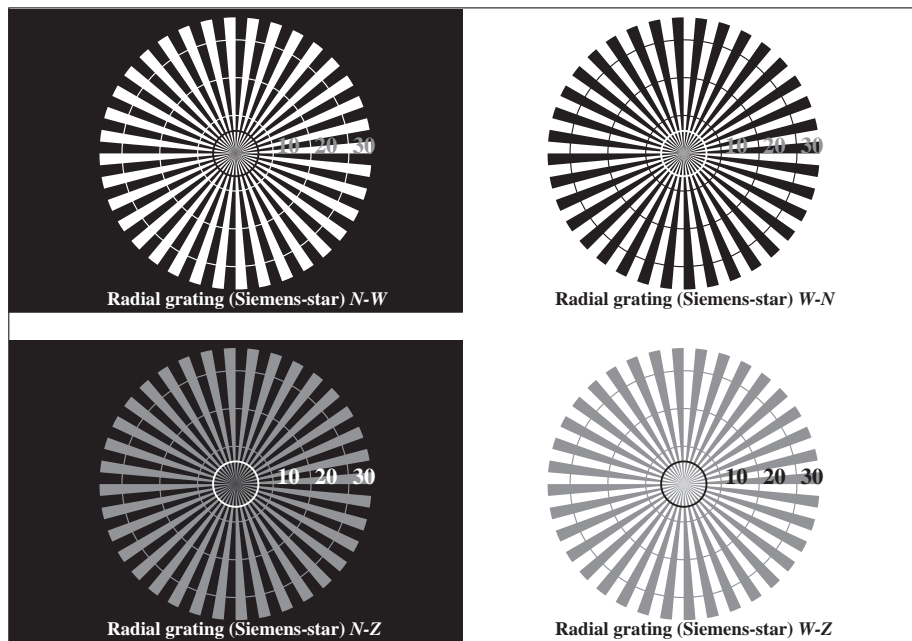 10 20 30
Radial grating (Siemens-star) N-W
10 20 30
Radial grating (Siemens-star) W-N
10 20 30
Radial grating (Siemens-star) N-Z
10 20 30
Radial grating (Siemens-star) W-Z